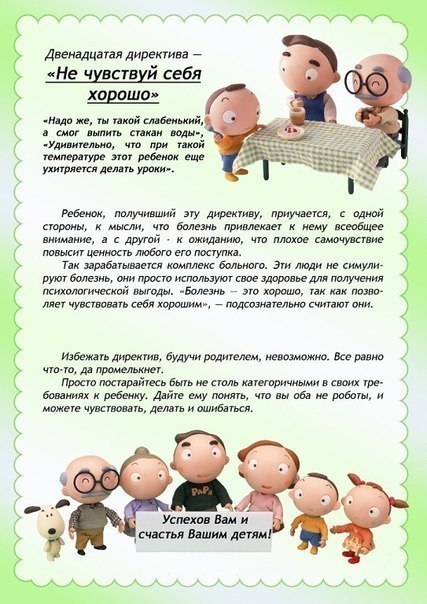 Двенадцатая директива —
«Не чувствуй себя
хорошо»
«Надо же, ты такой слабенький,
а смог выпить стакан воды»,
«Удивительно, что при такой
температуре этот ребенок еще
ухитряется делать уроки».
Ребенок, получивший эту директиву, приучается, с одной
стороны, к мысли, что болезнь привлекает к нему всеобщее
внимание, а с другой - к ожиданию, что плохое самочувствие
повысит ценность любого его поступка.
Так зарабатывается комплекс больного. Эти люди не симули-
руют болезнь, они просто используют свое здоровье для получения
психологической выгоды. «Болезнь — это хорошо, так как позво-
ляет чувствовать себя хорошим», — подсознательно считают они.
Избежать директив, будучи родителем, невозможно. Все равно
что-то, да промелькнет.
Просто постарайтесь быть не столь категоричными в своих тре-
бованиях к ребенку. Дайте ему понять, что вы оба не роботы, и
можете чувствовать, делать и ошибаться.
PAPA
Успехов Вам и
счастья Вашим детям!